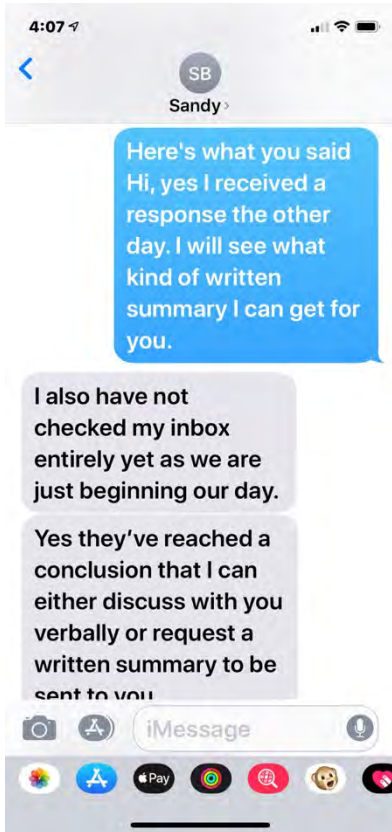 4:07
SB
Sandy
Here's what you said
Hi, yes I received a
response the other
day. I will see what
kind of written
summary I can get for
you.
I also have not
checked my inbox
entirely yet as we are
just beginning our day.
Yes they've reached a
conclusion that I can
either discuss with you
verbally or request a
written summary to be
sent to you
iMessage
Pay